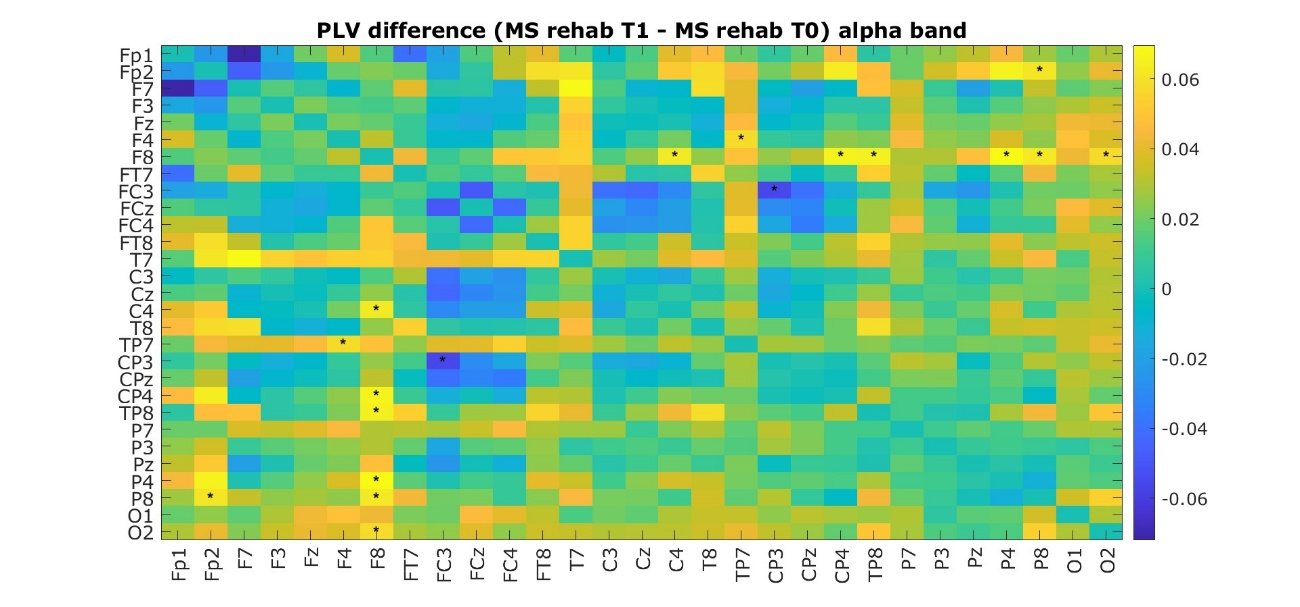 PLV difference (MS rehab T1 - MS rehab T0) alpha band
Fp1
Fp2
F7
F3
Fz
F4
F8
FT7
FC3
FCz
FC4
FT8
T7
C3
Cz
C4
T8
TP7
CP3
CPz
CP4
TP8
P7
P3
Pz
P4
P8
O1
O2
* 
* 
* * * * * *
* 
* 
* 
* 
* 
* 
* 
* *
* 
Fp1 Fp2 F7 F3 Fz F4 F8 FT7 FC3 FCz FC4 FT8 T7 C3 Cz C4 T8 TP7 CP3 CPz CP4 TP8 P7 P3 Pz P4 P8 O1 O2
0.06
0.04
0.02
0
-0.02
-0.04
-0.06